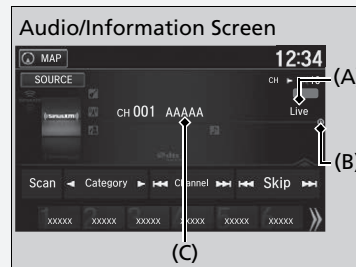 Audio/Information Screen
MAP 12:34
SOURCE CH
(A
((SiriusXM)) CH 001 AAAAA Live
(B)
Scan Category Channel Skip
XXXXX XXXXX XXXXX XXXXX XXXXX XXXXX
(C)